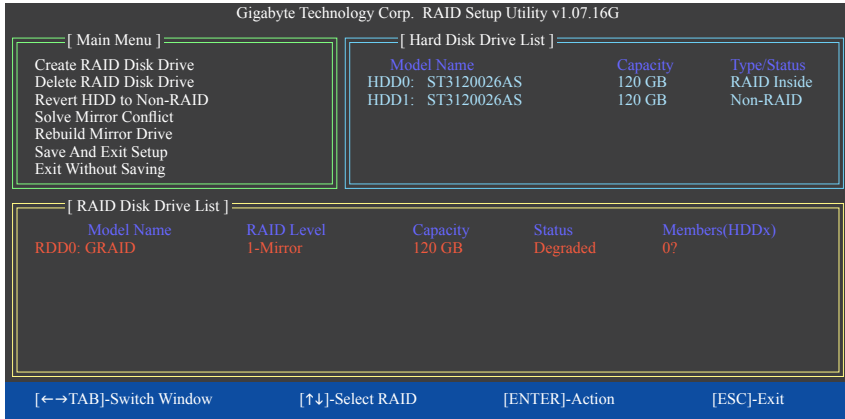 Gigabyte Technology Corp. RAID Setup Utility v1.07.16G
[ Main Menu ]
Create RAID Disk Drive
Delete RAID Disk Drive
Revert HDD to Non-RAID
Solve Mirror Conflict
Rebuild Mirror Drive
Save And Exit Setup
Exit Without Saving
[ Hard Disk Drive List ]
Model Name Capacity Type/Status
HDD0: ST3120026AS 120 GB RAID Inside
HDD1: ST3120026AS 120 GB Non-RAID
[ RAID Disk Drive List ]
Model Name RAID Level Capacity Status Members(HDDx)
RDD0: GRAID 1-Mirror 120 GB Degraded 0?
[←→TAB]-Switch Window [↑↓]-Select RAID [ENTER]-Action [ESC]-Exit